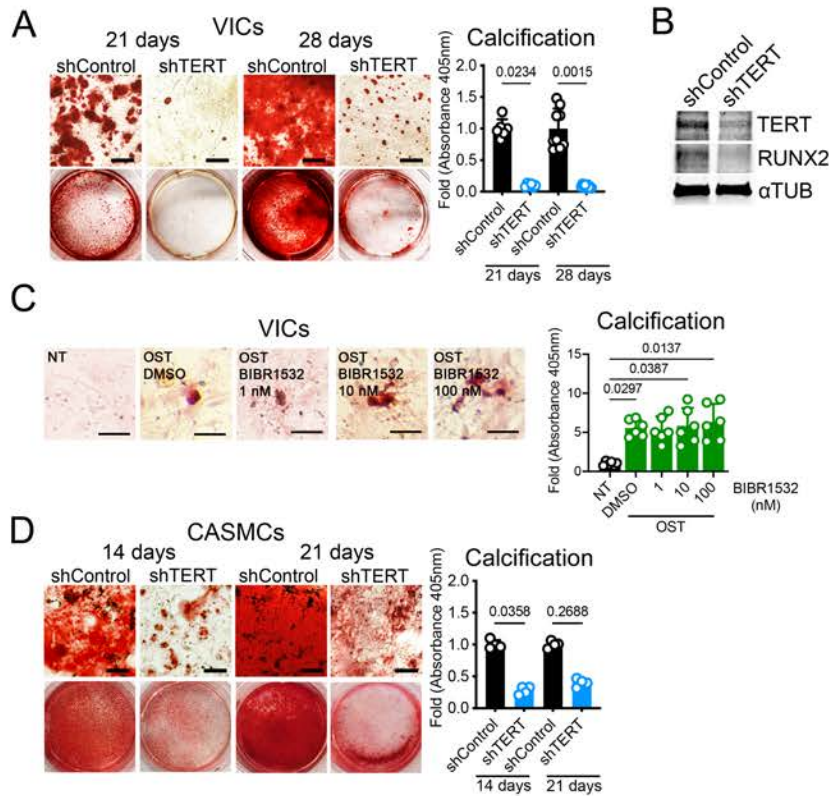 A
VICs
21 days 28 days
shControl shTERT shControl shTERT
Calcification
Fold (Absorbance 405nm)
2.0
1.5
1.0
0.5
0.0
0.0234 0.0015
shControl
shTERT
shControl
shTERT
21 days 28 days
B
shControl
shTERT
TERT
RUNX2
αTUB
C
VICs
NT
OST
DMSO
OST
BIBR1532
1 nM
OST
BIBR1532
10 nM
OST
BIBR1532
100 nM
Calcification
Fold (Absorbance 405nm)
15
10
5
0
0.0137
0.0387
0.0297
NT
DMSO
1
10
100
BIBR1532
(nM)
OST
D
CASMCs
14 days 21 days
shControl shTERT shControl shTERT
Calcification
Fold (Absorbance 405nm)
2.0
1.5
1.0
0.5
0.0
0.0358 0.2688
shControl
shTERT
shControl
shTERT
14 days 21 days